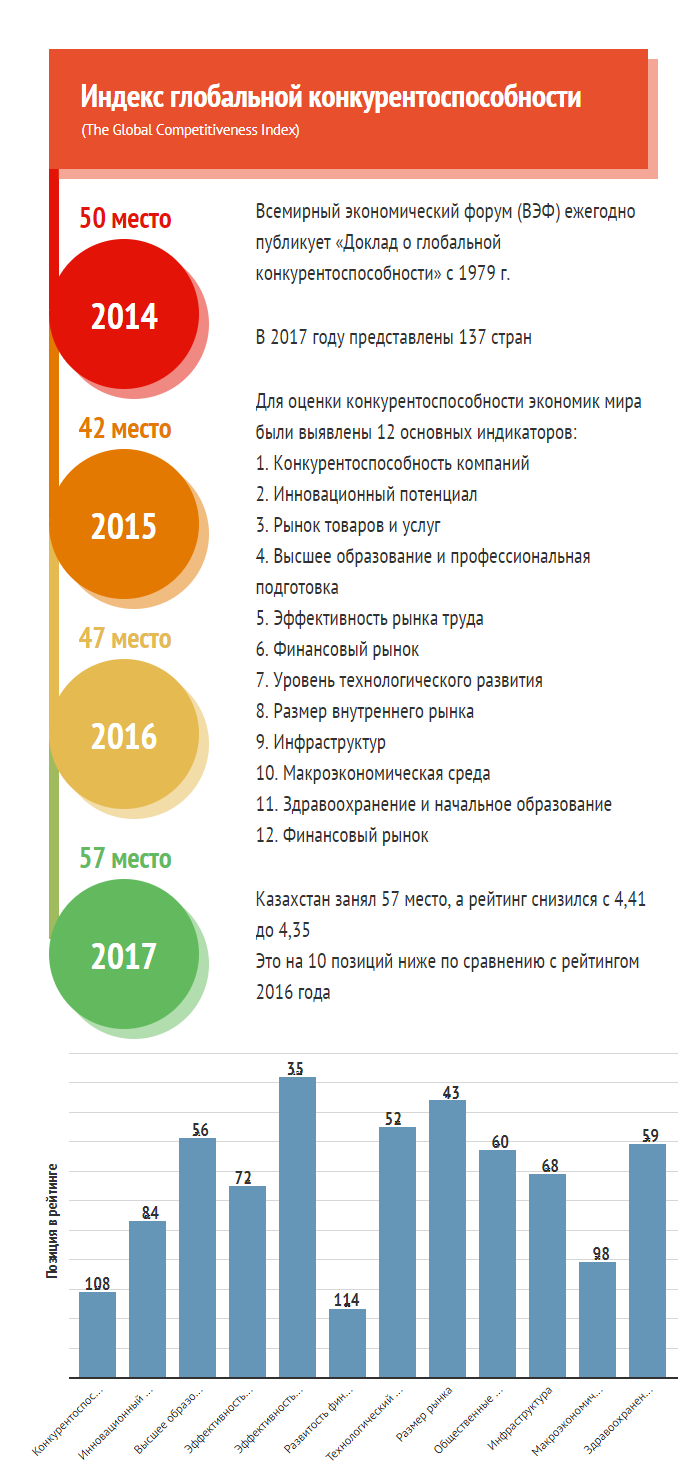 Индекс глобальной конкурентоспособности
(The Global Competitiveness Index)
50 место
2014
42 место
2015
47 место
2016
57 место
2017
Всемирный экономический форум (ВЭФ) ежегодно
публикует «Доклад о глобальной
конкурентоспособности» с 1979 г.
В 2017 году представлены 137 стран
Для оценки конкурентоспособности экономик мира
были выявлены 12 основных индикаторов:
1. Конкурентоспособность компаний
2. Инновационный потенциал
3. Рынок товаров и услуг
4. Высшее образование и профессиональная
подготовка
5. Эффективность рынка труда
6. Финансовый рынок
7. Уровень технологического развития
8. Размер внутреннего рынка
9. Инфраструктур
10. Макроэкономическая среда
11. Здравоохранение и начальное образование
12. Финансовый рынок
Казахстан занял 57 место, а рейтинг снизился с 4,41
до 4,35
Это на 10 позиций ниже по сравнению с рейтингом
2016 года
Позиция в рейтинге
108
84
56
72
35
114
52
43
60
68
98
59
Конкурентоспос...
Инновационный ...
Высшее образо...
Эффективность...
Эффективность...
Развитость фин...
Технологический ...
Размер рынка
Общественные ...
Инфраструктура
Макроэкономич...
Здравоохранен...